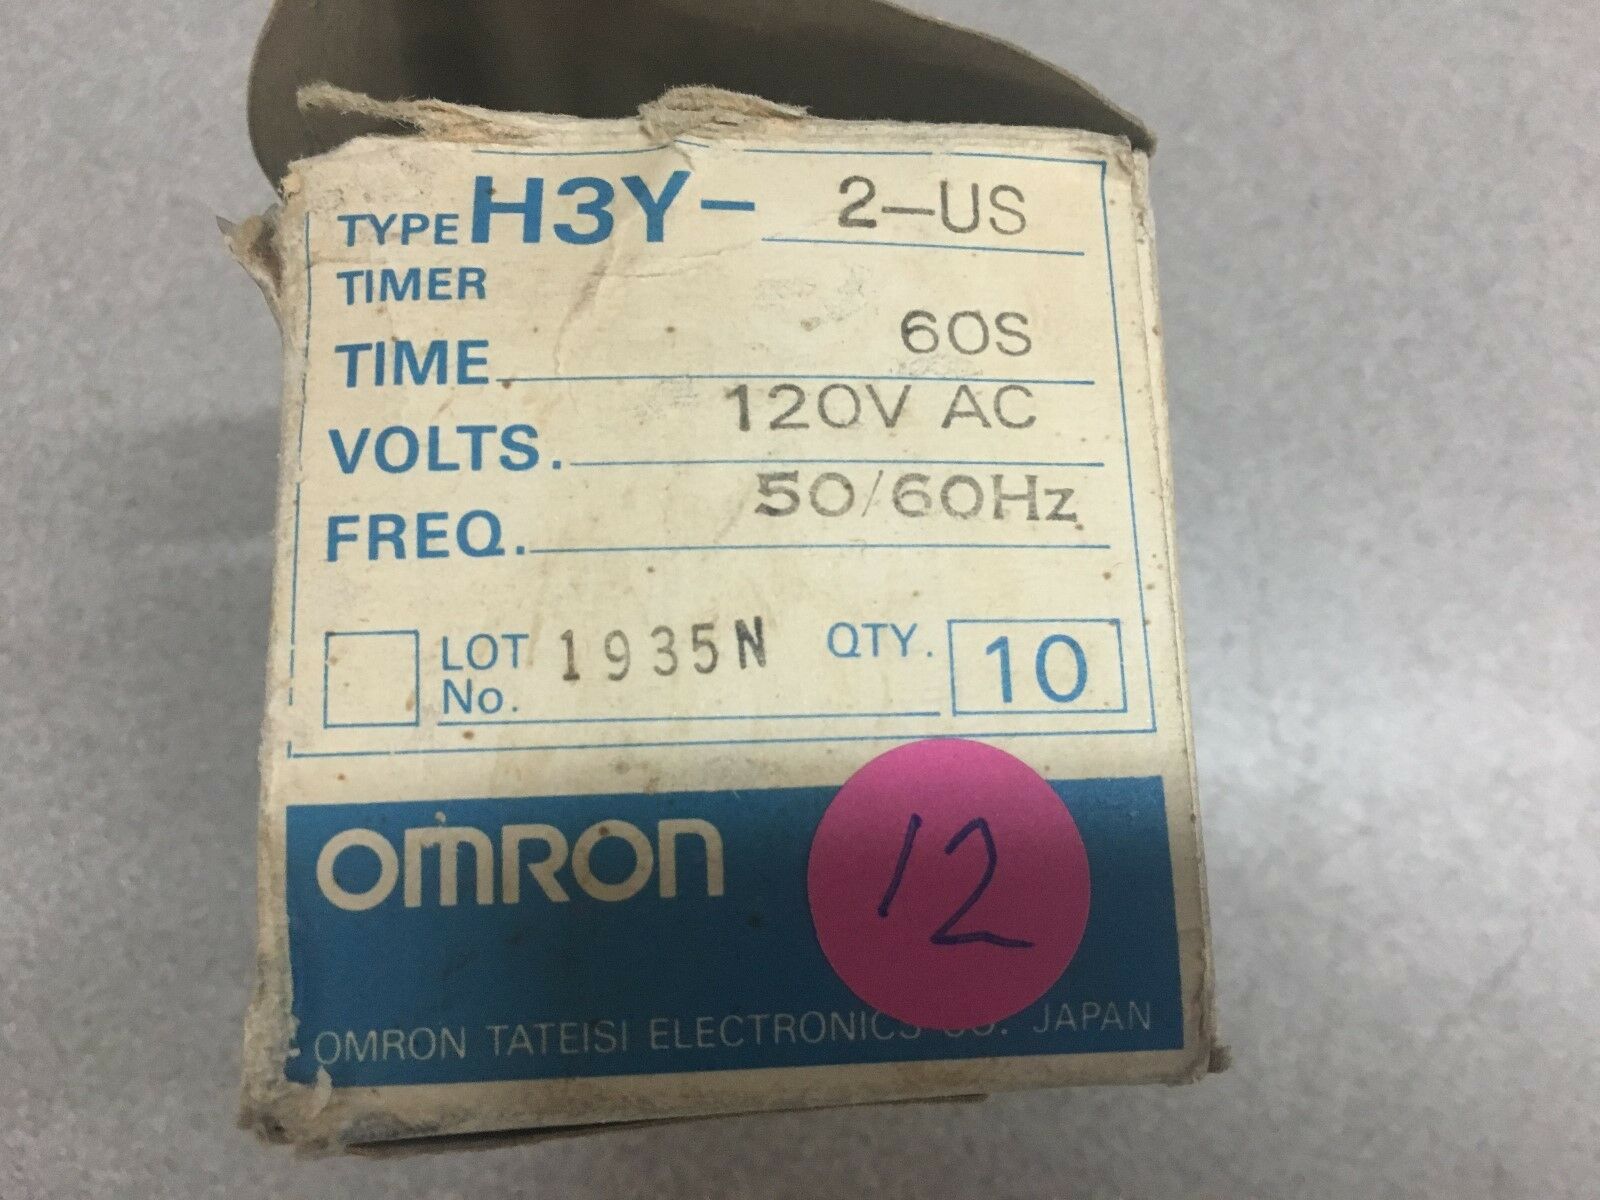 TYPE H3Y- 2-US
TIMER
TIME 60S
VOLTS. 120V AC
FREQ. 50/60Hz
LOT No. 1935N QTY. 10
OMRON
12
OMRON TATEISI ELECTRONICS CO. JAPAN